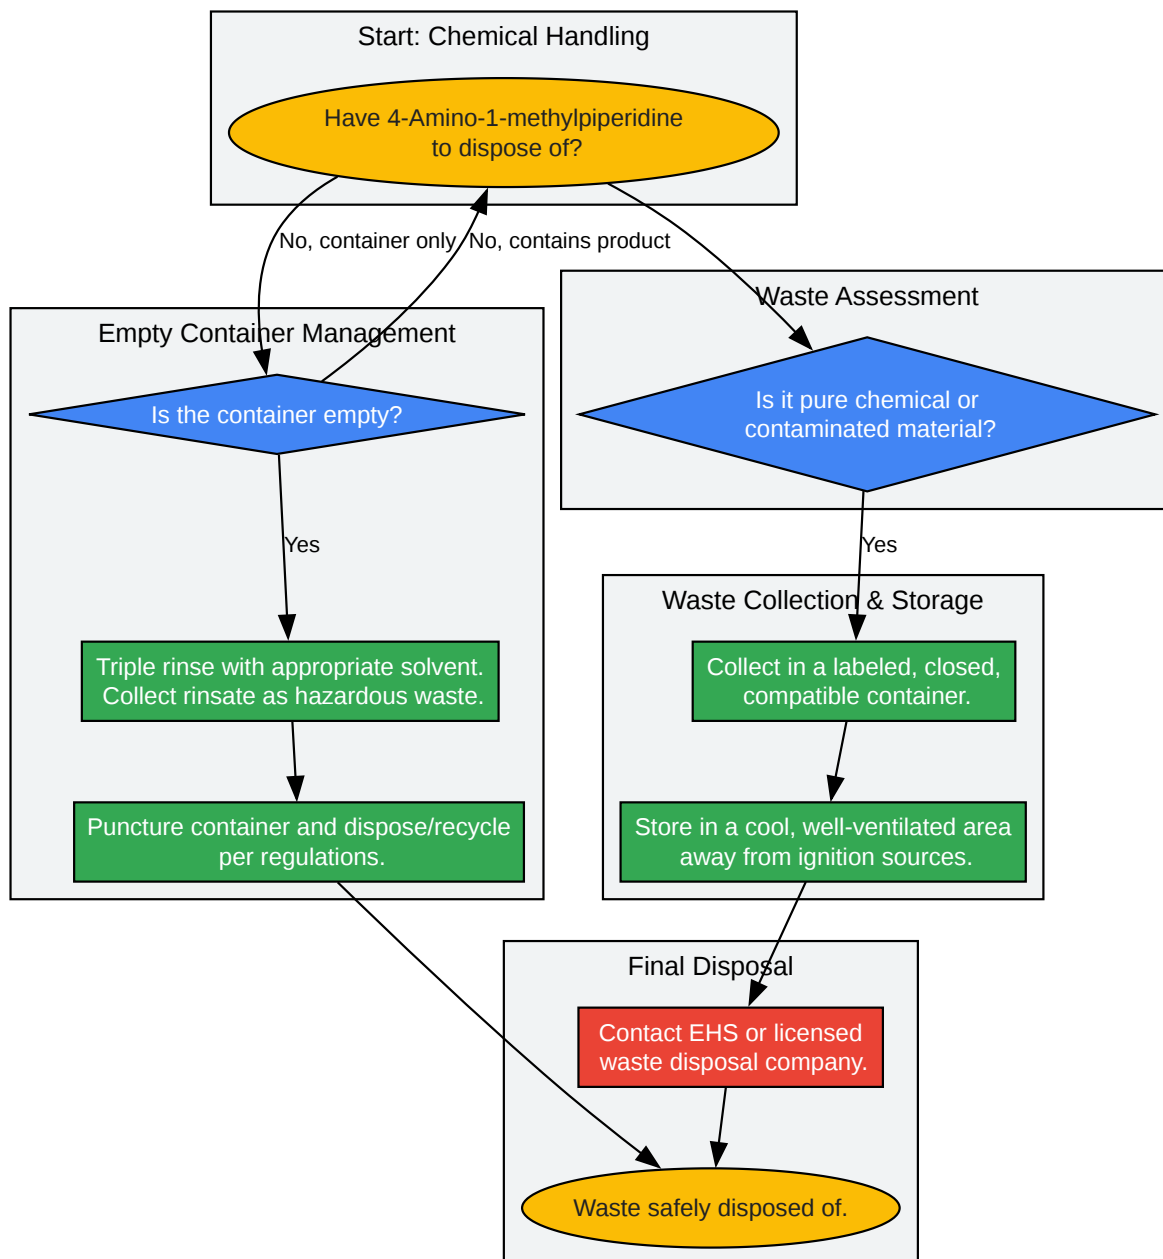 Start: Chemical Handling
Have 4-Amino-1-methylpiperidine
to dispose of?
No, container only
No, contains product
Waste Assessment
Empty Container Management
Is the container empty?
Is it pure chemical or
contaminated material?
Yes
Yes
Waste Collection & Storage
Triple rinse with appropriate solvent.
Collect rinsate as hazardous waste.
Collect in a labeled, closed,
compatible container.
Puncture container and dispose/recycle
per regulations.
Store in a cool, well-ventilated area
away from ignition sources.
Final Disposal
Contact EHS or licensed
waste disposal company.
Waste safely disposed of.